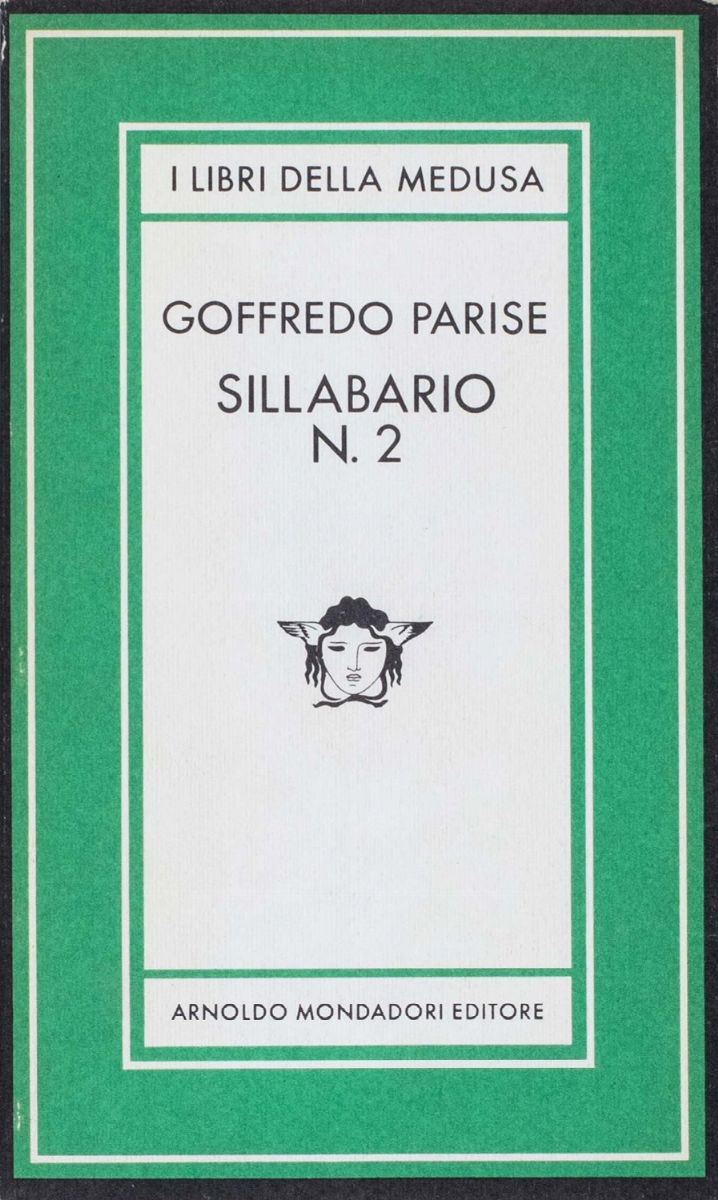 I LIBRI DELLA MEDUSA
GOFFREDO PARISE
SILLABARIO
N. 2
ARNOLDO MONDADORI EDITORE